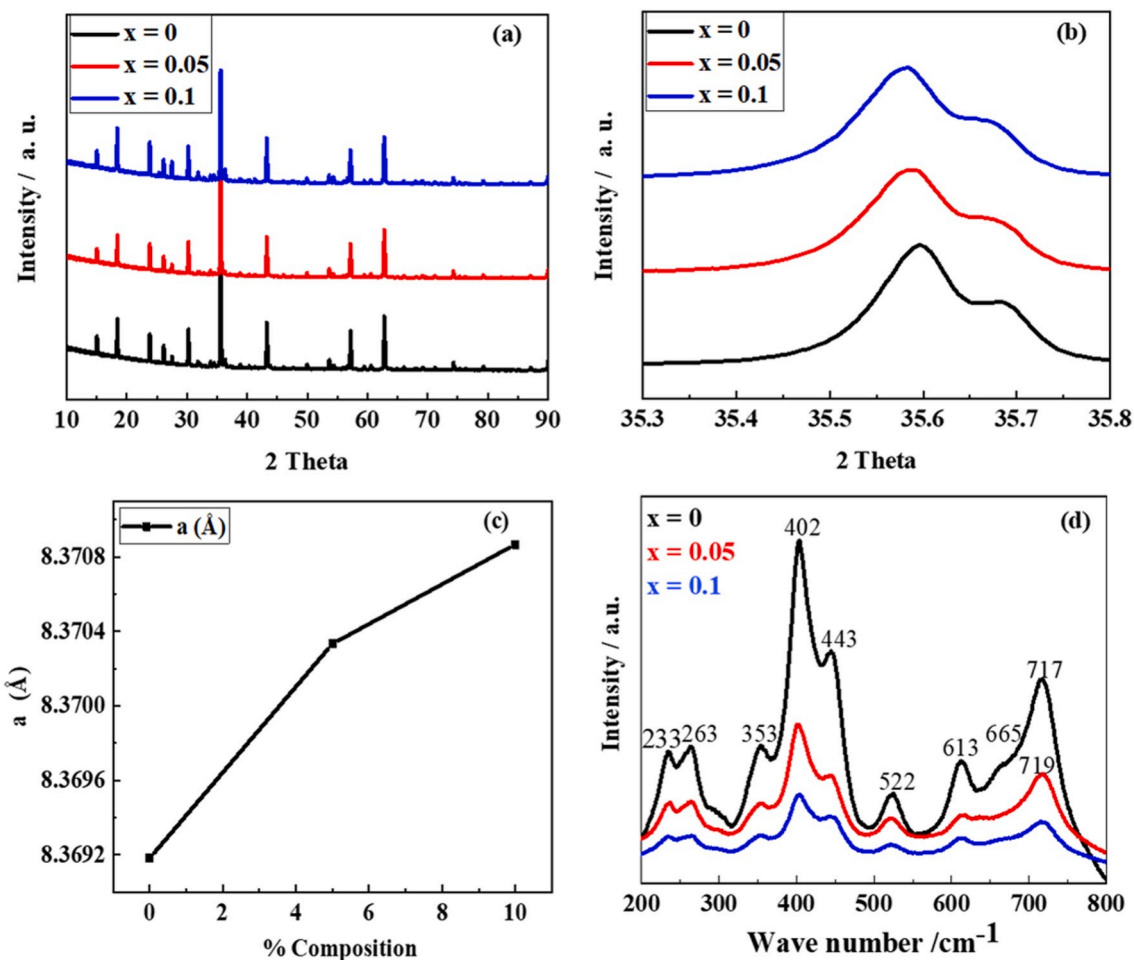 x = 0
x = 0.05
x = 0.1
(a)
Intensity / a. u.
10 20 30 40 50 60 70 80 90
2 Theta
x = 0
x = 0.05
x = 0.1
(b)
Intensity / a. u.
35.3 35.4 35.5 35.6 35.7 35.8
2 Theta
a (Å)
(c)
8.3708
8.3704
8.3700
8.3696
8.3692
a (Å)
0 2 4 6 8 10
% Composition
x = 0
x = 0.05
x = 0.1
(d)
402
443
717
233 263 353 665
613
719
522
Intensity / a.u.
200 300 400 500 600 700 800
Wave number /cm-1